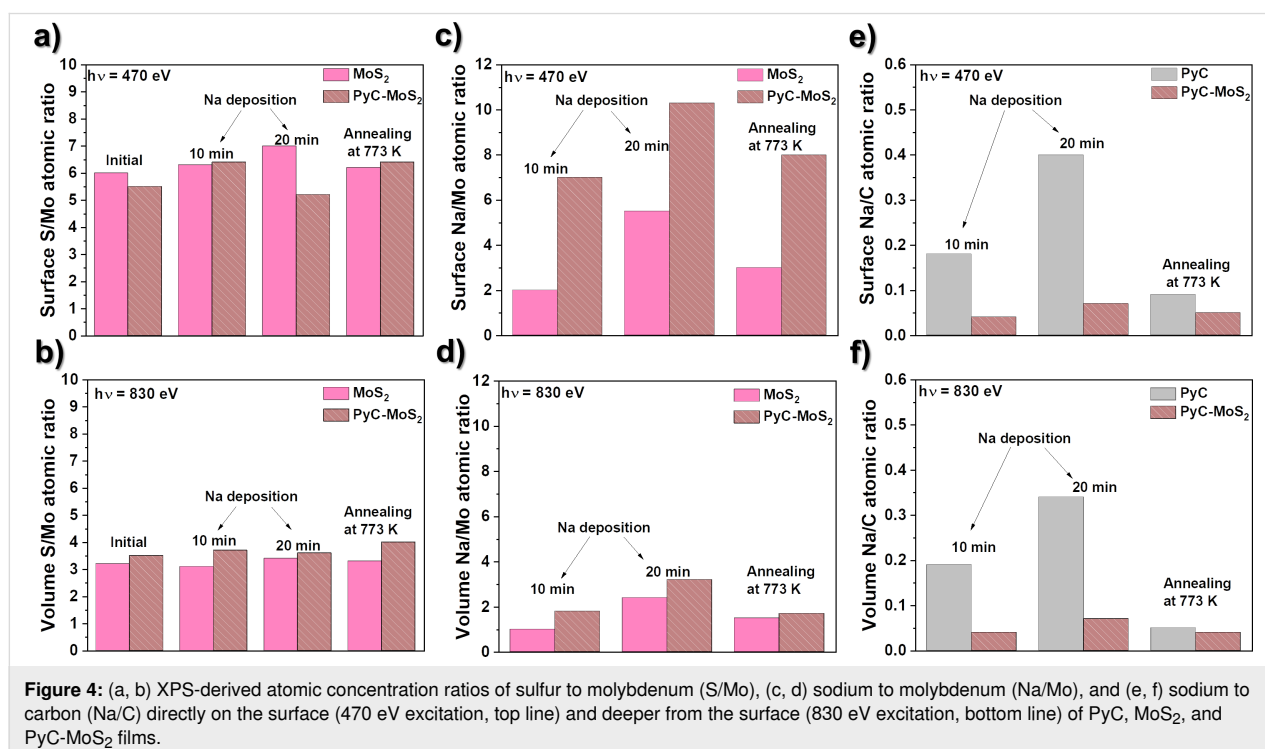 a)
hν = 470 eV
MoS₂
PyC-MoS₂
Na deposition
Initial
10 min
20 min
Annealing
at 773 K
Surface S/Mo atomic ratio
10
9
8
7
6
5
4
3
2
1
0
c)
hν = 470 eV
MoS₂
PyC-MoS₂
Na deposition
10 min
20 min
Annealing
at 773 K
Surface Na/Mo atomic ratio
12
10
8
6
4
2
0
e)
hν = 470 eV
PyC
PyC-MoS₂
Na deposition
10 min
20 min
Annealing
at 773 K
Surface Na/C atomic ratio
0.6
0.5
0.4
0.3
0.2
0.1
0.0
b)
hν = 830 eV
MoS₂
PyC-MoS₂
Na deposition
Initial
10 min
20 min
Annealing
at 773 K
Volume S/Mo atomic ratio
10
9
8
7
6
5
4
3
2
1
0
d)
hν = 830 eV
MoS₂
PyC-MoS₂
Na deposition
10 min
20 min
Annealing
at 773 K
Volume Na/Mo atomic ratio
12
10
8
6
4
2
0
f)
hν = 830 eV
PyC
PyC-MoS₂
Na deposition
10 min
20 min
Annealing
at 773 K
Volume Na/C atomic ratio
0.6
0.5
0.4
0.3
0.2
0.1
0.0
Figure 4: (a, b) XPS-derived atomic concentration ratios of sulfur to molybdenum (S/Mo), (c, d) sodium to molybdenum (Na/Mo), and (e, f) sodium to
carbon (Na/C) directly on the surface (470 eV excitation, top line) and deeper from the surface (830 eV excitation, bottom line) of PyC, MoS₂, and
PyC-MoS₂ films.